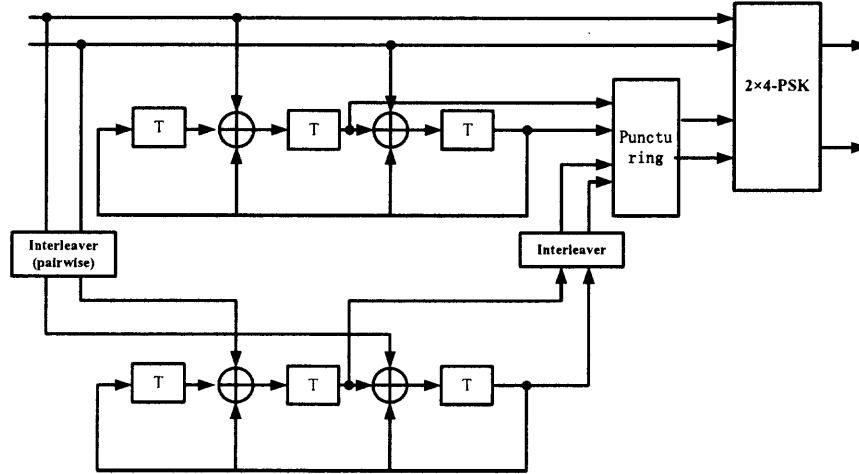 2×4-PSK
T
T
T
Punctu
ring
Interleaver
(pairwise)
Interleaver
T
T
T